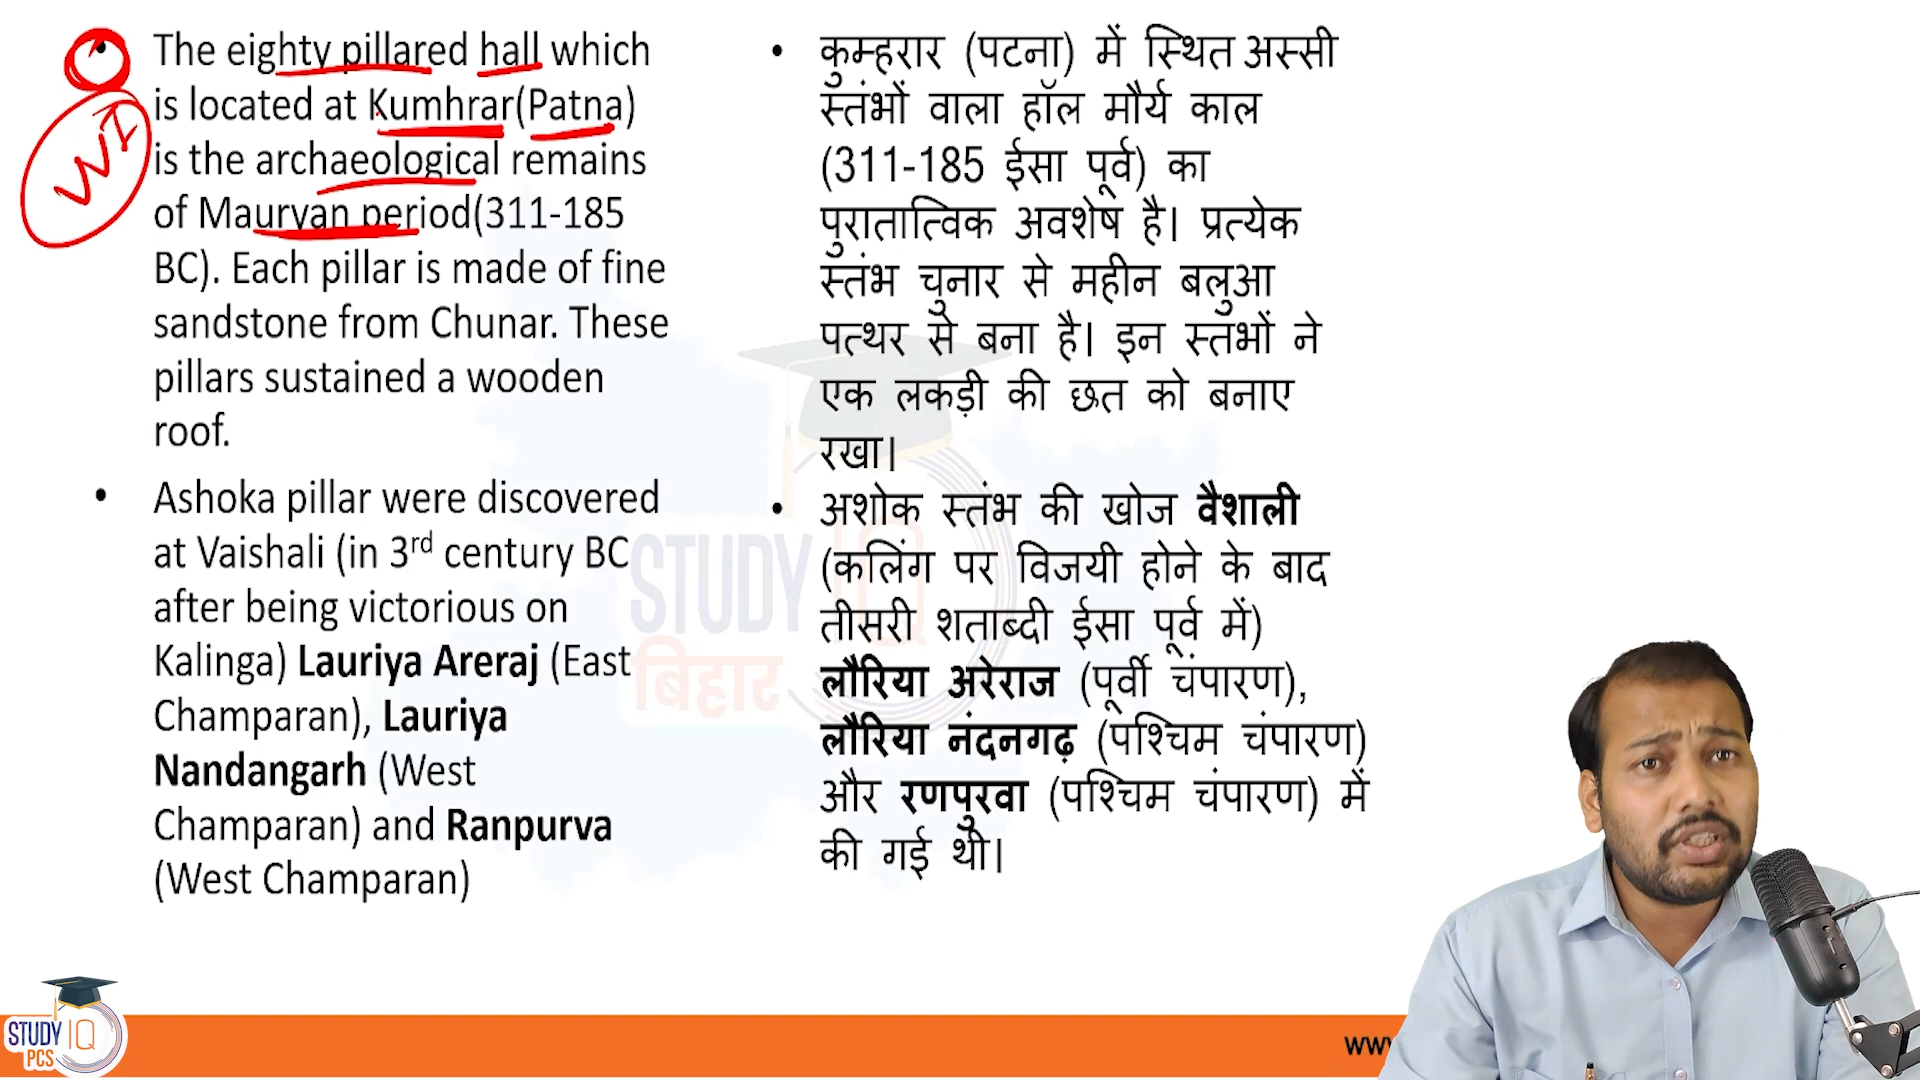 The eighty pillared hall which
is located at Kumhrar(Patna)
is the archaeological remains
of Mauryan period(311-185
BC). Each pillar is made of fine
sandstone from Chunar. These
pillars sustained a wooden
roof.
Ashoka pillar were discovered
at Vaishali (in 3rd century BC
after being victorious on
Kalinga) Lauriya Areraj (East
Champaran), Lauriya
Nandangarh (West
Champaran) and Ranpurva
(West Champaran)
कुम्हरार (पटना) में स्थित अस्सी
स्तंभों वाला हॉल मौर्य काल
(311-185 ईसा पूर्व) का
पुरातात्विक अवशेष है। प्रत्येक
स्तंभ चुनार से महीन बलुआ
पत्थर से बना है। इन स्तंभों ने
एक लकड़ी की छत को बनाए
रखा।
अशोक स्तंभ की खोज वैशाली
(कलिंग पर विजयी होने के बाद
तीसरी शताब्दी ईसा पूर्व में)
लौरिया अरेराज (पूर्वी चंपारण),
लौरिया नंदनगढ़ (पश्चिम चंपारण)
और रणपुरवा (पश्चिम चंपारण) में
की गई थी।
STUDY IQ
बिहार
STUDY IQ
PCS